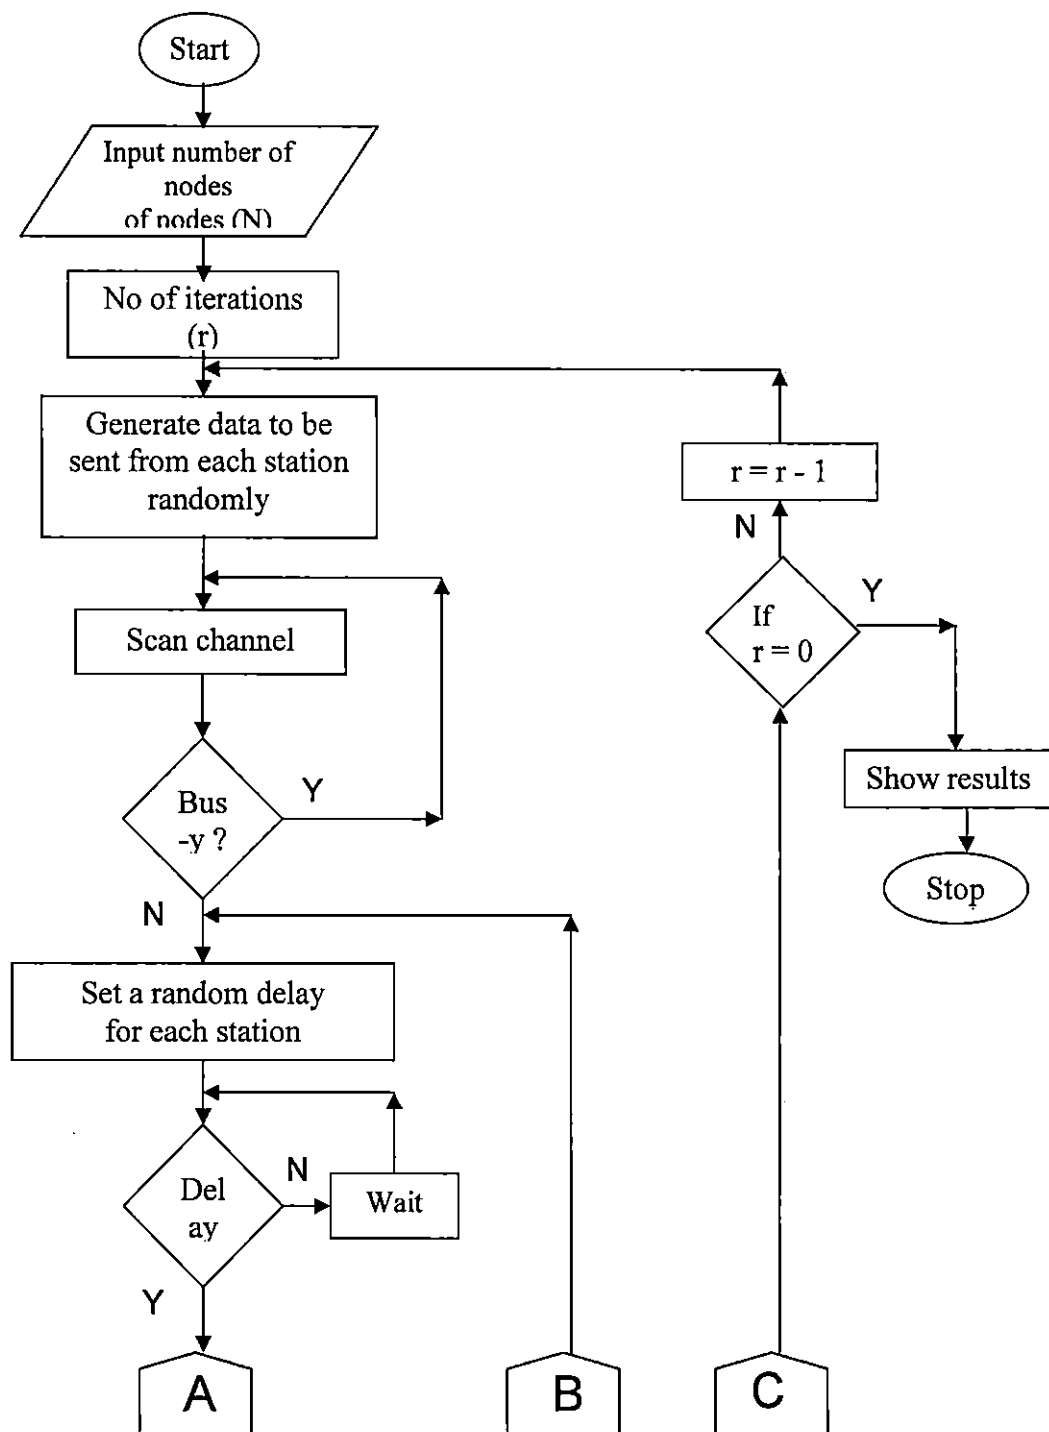 Start
Input number of
nodes
of nodes (N)
No of iterations
(r)
Generate data to be
sent from each station
randomly
Scan channel
Bus
-y ?
Y
N
Set a random delay
for each station
Del
ay
N
Wait
Y
A
B
C
r = r - 1
N
If
r = 0
Y
Show results
Stop